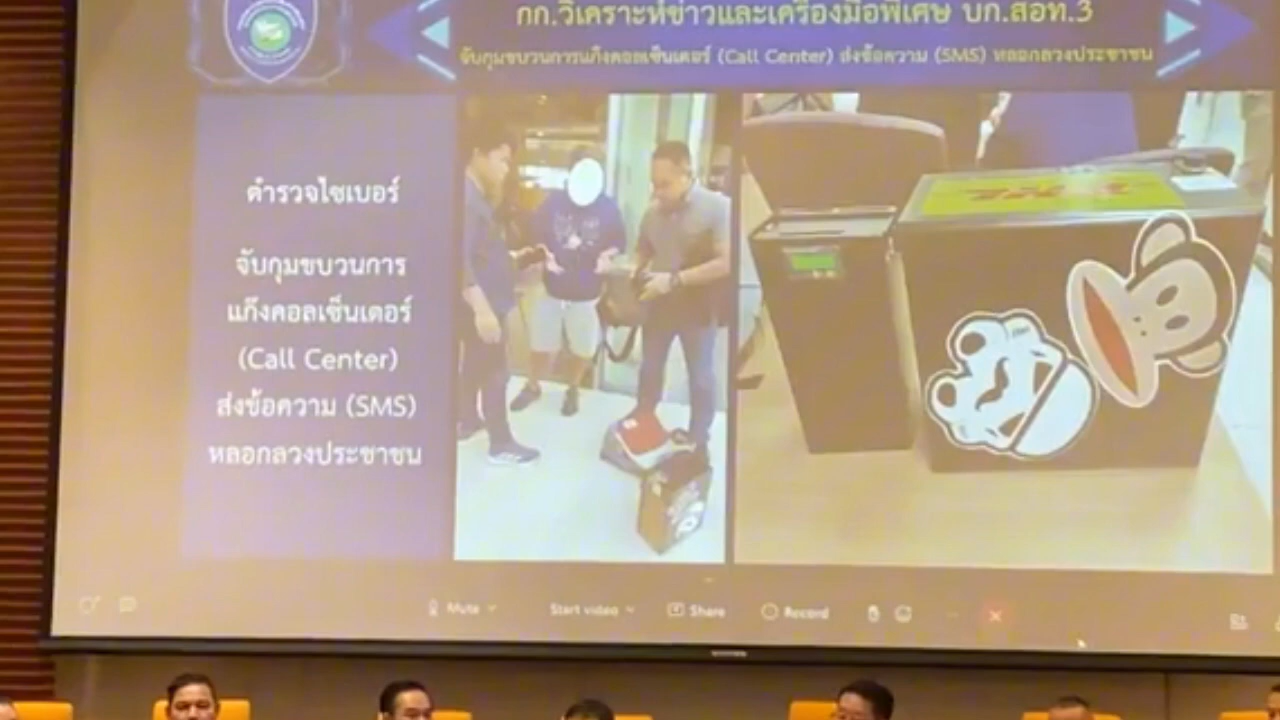 กก.วิเคราะห์ข่าวและเครื่องมือพิเศษ บก.สอท.3
จับกุมขบวนการแก๊งคอลเซ็นเตอร์ (Call Center) ส่งข้อความ (SMS) หลอกลวงประชาชน
ตำรวจไซเบอร์
จับกุมขบวนการ
แก๊งคอลเซ็นเตอร์
(Call Center)
ส่งข้อความ (SMS)
หลอกลวงประชาชน
Mute
Start video
Share
Record